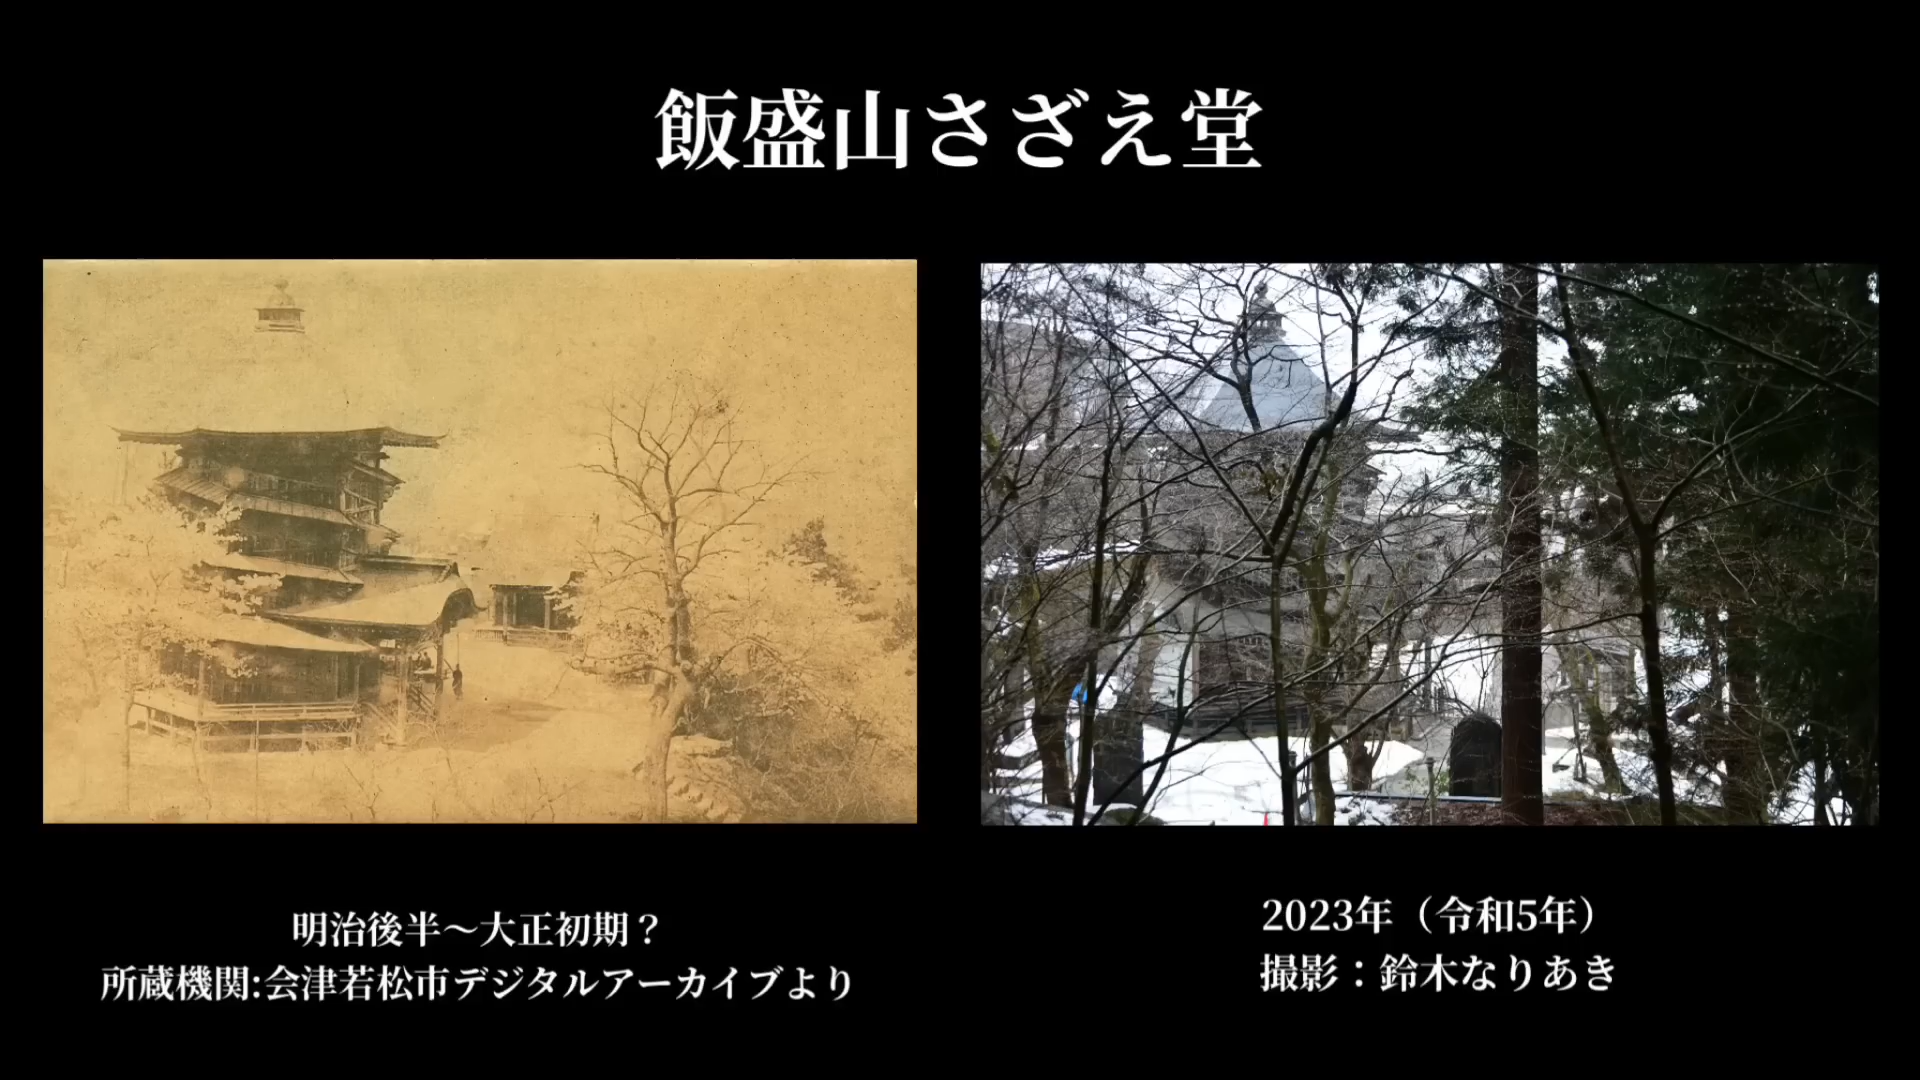 飯盛山さざえ堂
明治後半～大正初期？
所蔵機関:会津若松市デジタルアーカイブより
2023年（令和5年）
撮影：鈴木なりあき